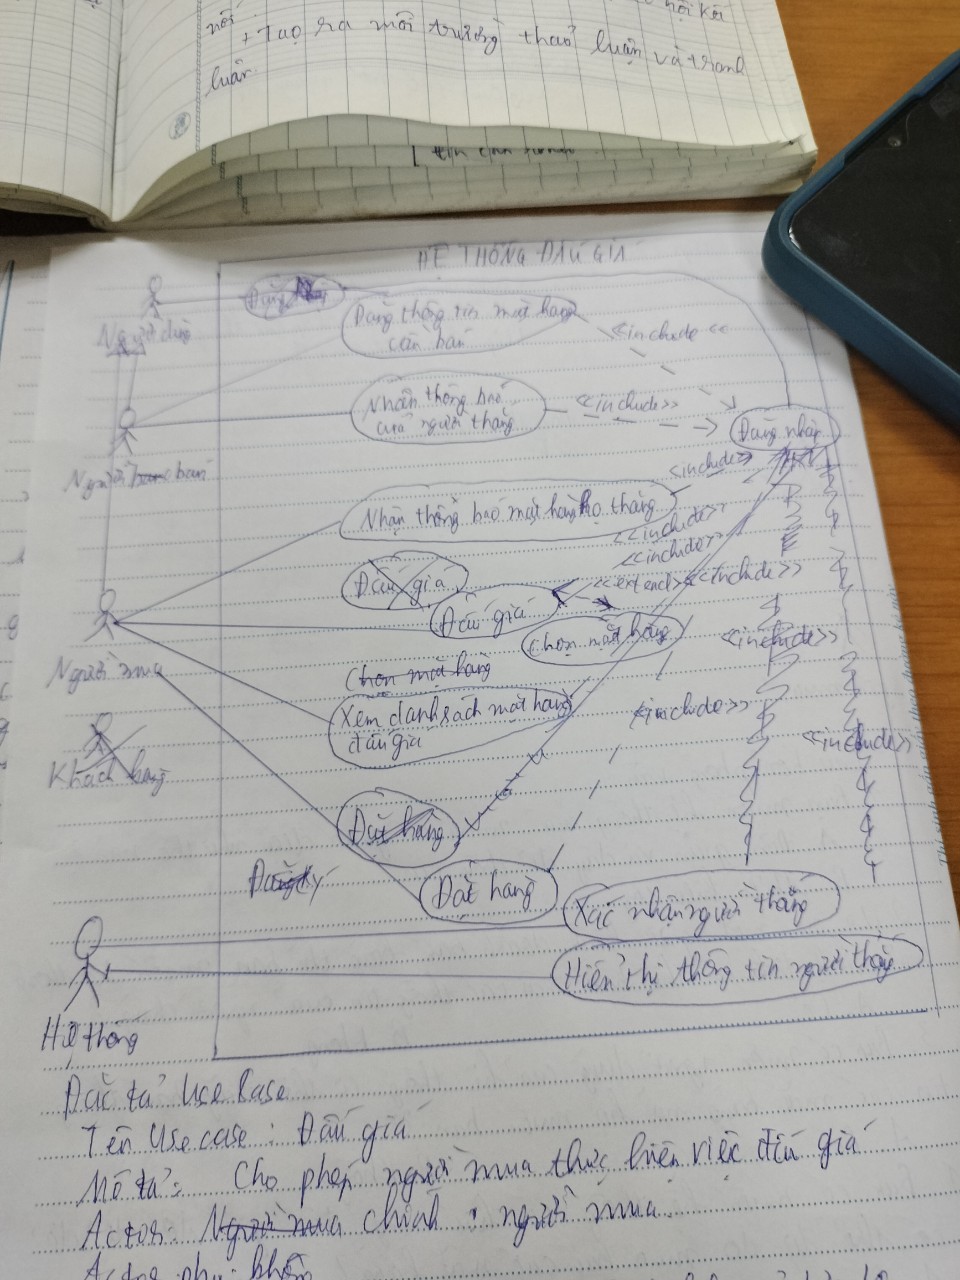 + Tạo ra môi trường thảo luận và tranh
luận.
HỆ THỐNG ĐẤU GIÁ
Người dùng
Đăng thông tin mặt hàng
cần bán
<<include<<
Nhận thông báo
của người thắng
<<include>>
Đăng nhập
Người bán
<include>>
Nhận thông báo mặt hàng họ thắng
<<include>>
<<include>>
Đấu giá
<<extend>>
<<include>>
Đấu giá
Chọn mặt hàng
<<include>>
Chọn mặt hàng
Người mua
Xem danh sách mặt hàng
đấu giá
<<include>>
<<include>>
Khách hàng
Đặt hàng
Đăng ký
Đặt hàng
Xác nhận người thắng
Hiển thị thông tin người thắng
Hệ thống
Đặc tả Use Case
Tên Use case: Đấu giá
Mô tả: Cho phép người mua thực hiện việc đấu giá
Actor: Người mua chính: người mua.
Actor phụ: không